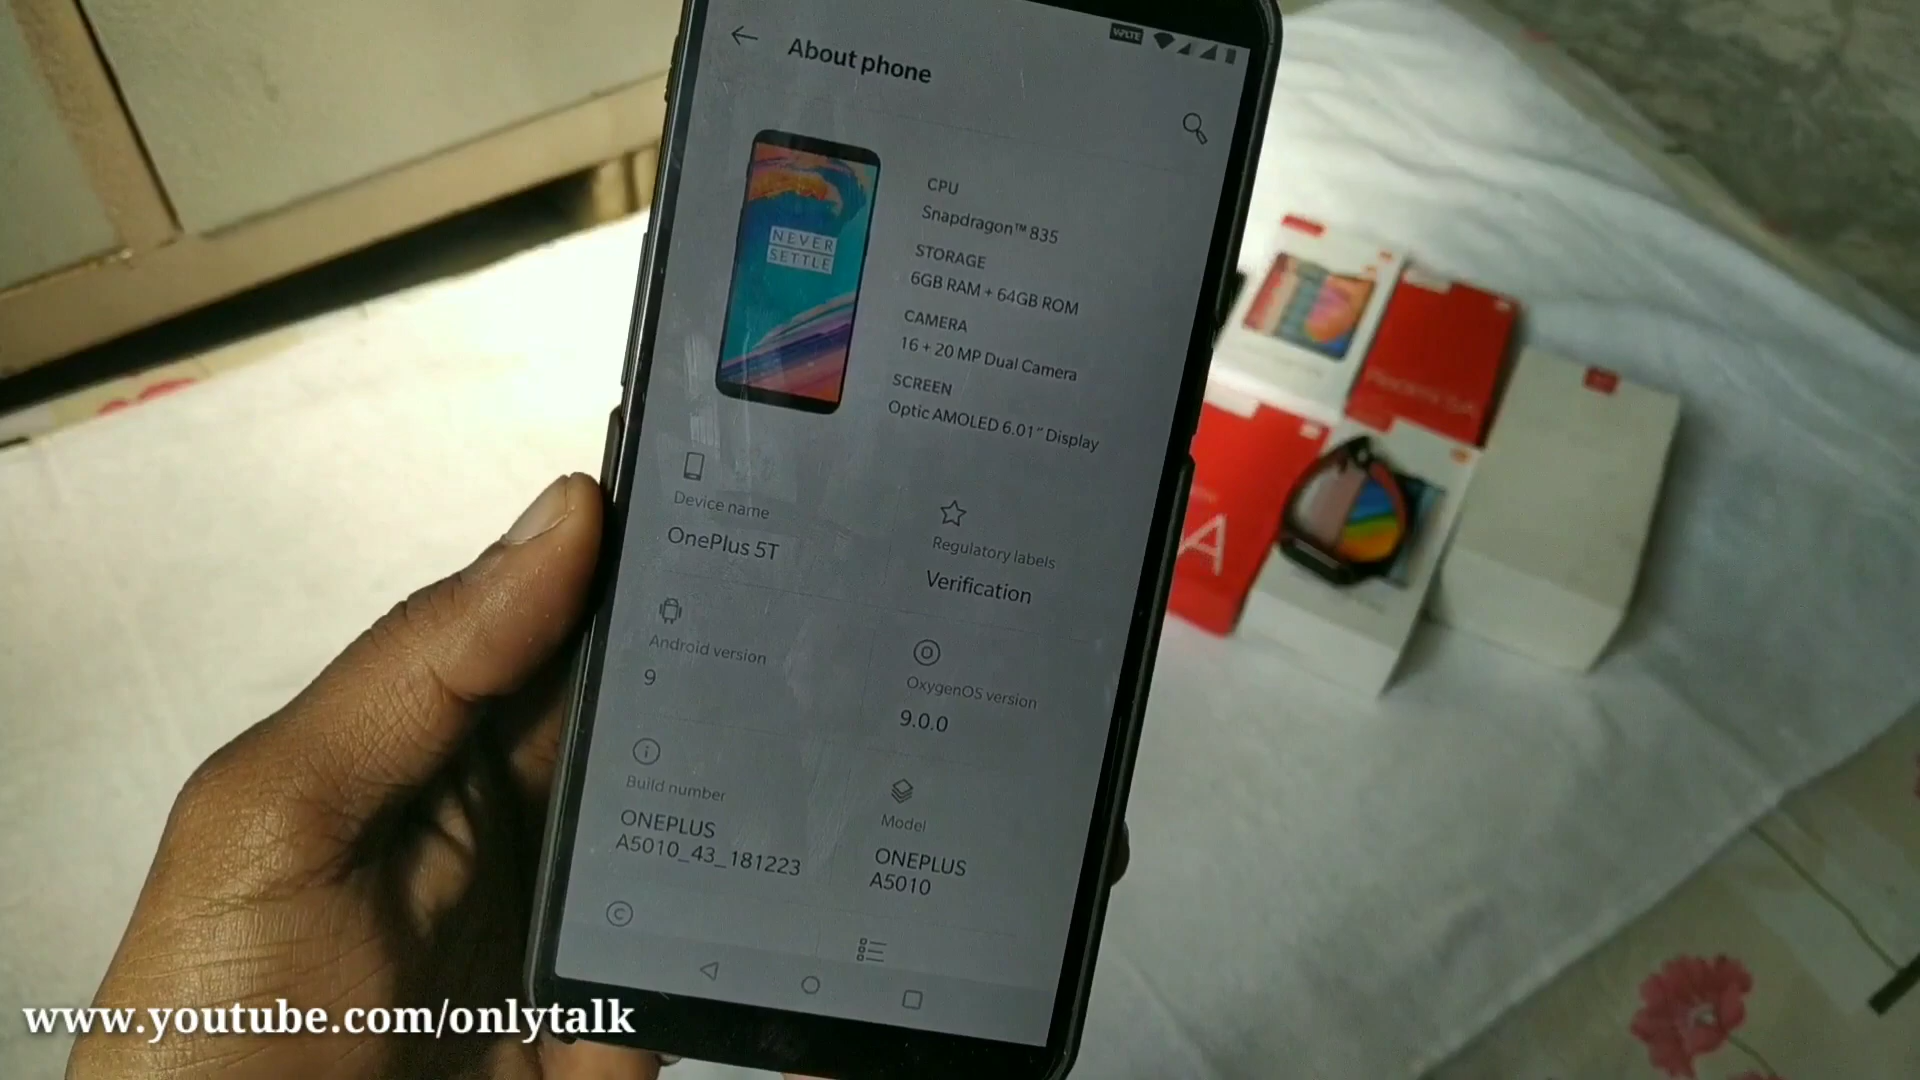 VoLTE
About phone
NEVER
SETTLE
CPU
Snapdragon™ 835
STORAGE
6GB RAM + 64GB ROM
CAMERA
16 + 20 MP Dual Camera
SCREEN
Optic AMOLED 6.01" Display
Device name
OnePlus 5T
Regulatory labels
Verification
Android version
9
OxygenOS version
9.0.0
Build number
ONEPLUS
A5010_43_181223
Model
ONEPLUS
A5010
A
www.youtube.com/onlytalk